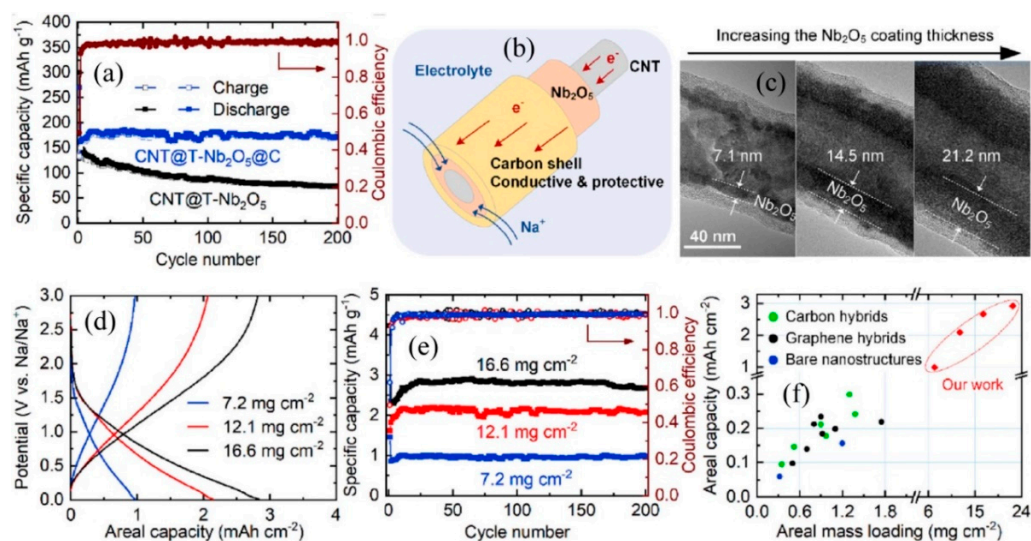 (a)
Specific capacity (mAh g⁻¹)
400
350
300
250
200
150
100
50
0
Charge
Discharge
CNT@T-Nb₂O₅@C
CNT@T-Nb₂O₅
0 50 100 150 200
Cycle number
1.0
0.8
0.6
0.4
0.2
0.0
Coulombic efficiency
(b)
Electrolyte
e⁻
CNT
Nb₂O₅
e⁻
Carbon shell
Conductive & protective
Na⁺
Increasing the Nb₂O₅ coating thickness
(c)
7.1 nm
14.5 nm
21.2 nm
Nb₂O₅
Nb₂O₅
Nb₂O₅
40 nm
(d)
Potential (V vs. Na/Na⁺)
3.0
2.5
2.0
1.5
1.0
0.5
0.0
7.2 mg cm⁻²
12.1 mg cm⁻²
16.6 mg cm⁻²
0 1 2 3 4
Areal capacity (mAh cm⁻²)
(e)
Specific capacity (mAh g⁻¹)
5
4
3
2
1
0
16.6 mg cm⁻²
12.1 mg cm⁻²
7.2 mg cm⁻²
0 50 100 150 200
Cycle number
1.0
0.8
0.6
0.4
0.2
0.0
Coulombic efficiency
(f)
Areal capacity (mAh cm⁻²)
3
2
1
0.3
0.2
0.1
0.0
Carbon hybrids
Graphene hybrids
Bare nanostructures
Our work
0.0 0.6 1.2 1.8 6 12 18 24
Areal mass loading (mg cm⁻²)